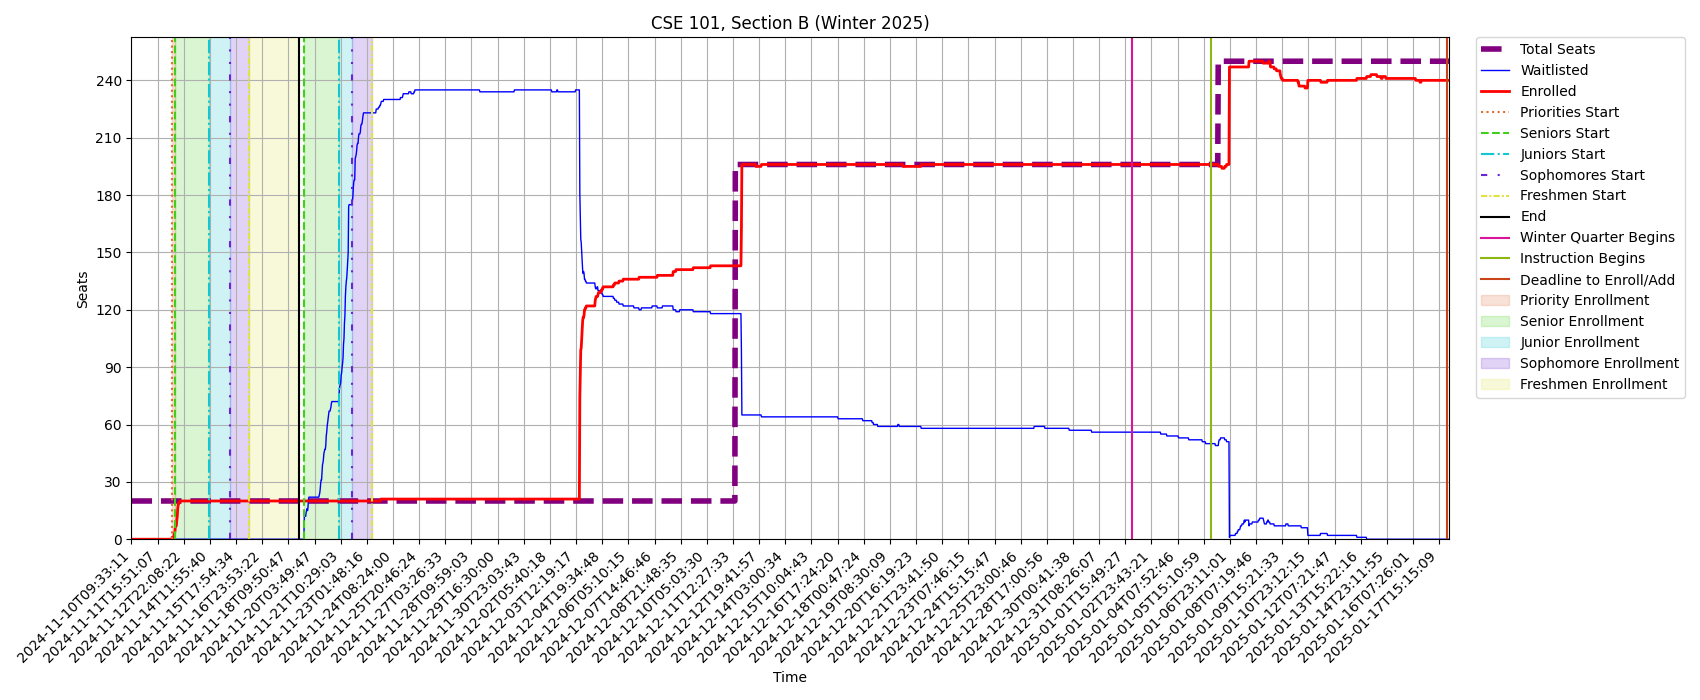 CSE 101, Section B (Winter 2025)
Seats
240
210
180
150
120
90
60
30
0
2024-11-10T09:33:11
2024-11-11T15:51:07
2024-11-12T22:08:22
2024-11-14T11:55:40
2024-11-15T17:54:34
2024-11-16T23:53:22
2024-11-18T09:50:47
2024-11-20T03:49:47
2024-11-21T10:29:03
2024-11-23T01:48:16
2024-11-24T08:24:00
2024-11-25T20:46:24
2024-11-27T03:26:33
2024-11-28T09:59:03
2024-11-29T16:30:00
2024-11-30T23:03:43
2024-12-02T05:40:18
2024-12-03T12:19:17
2024-12-04T19:34:48
2024-12-06T05:10:15
2024-12-07T14:46:46
2024-12-08T21:48:35
2024-12-10T05:03:30
2024-12-11T12:27:33
2024-12-12T19:41:57
2024-12-14T03:00:34
2024-12-15T10:04:43
2024-12-16T17:24:20
2024-12-18T00:47:24
2024-12-19T08:30:09
2024-12-20T16:19:23
2024-12-21T23:41:50
2024-12-23T07:46:15
2024-12-24T15:15:47
2024-12-25T23:00:46
2024-12-28T17:00:56
2024-12-30T00:41:38
2024-12-31T08:26:07
2025-01-01T15:49:27
2025-01-02T23:43:21
2025-01-04T07:52:46
2025-01-05T15:10:59
2025-01-06T23:11:01
2025-01-08T07:19:46
2025-01-09T15:21:33
2025-01-10T23:12:15
2025-01-12T07:21:47
2025-01-13T15:22:16
2025-01-14T23:11:55
2025-01-16T07:26:01
2025-01-17T15:15:09
Time
Total Seats
Waitlisted
Enrolled
Priorities Start
Seniors Start
Juniors Start
Sophomores Start
Freshmen Start
End
Winter Quarter Begins
Instruction Begins
Deadline to Enroll/Add
Priority Enrollment
Senior Enrollment
Junior Enrollment
Sophomore Enrollment
Freshmen Enrollment